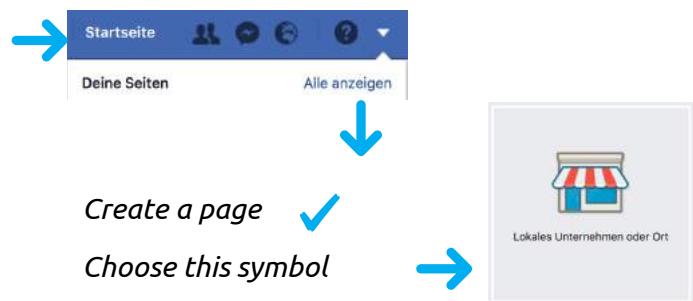 Startseite
Deine Seiten
Alle anzeigen
Create a page
Choose this symbol
Lokales Unternehmen oder Ort